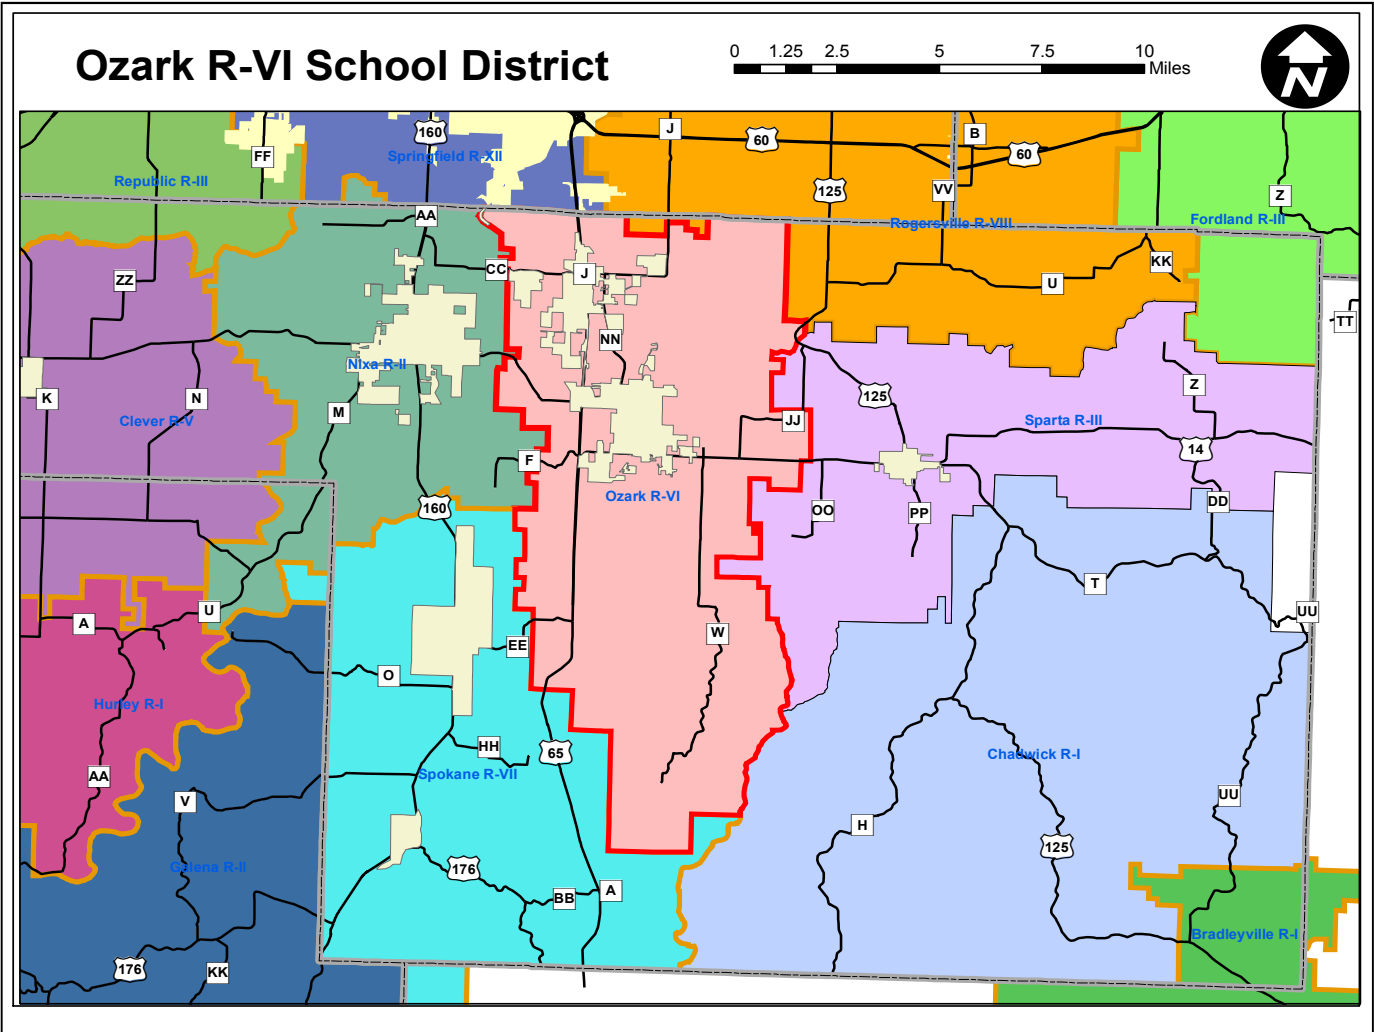 Ozark R-VI School District
0 1.25 2.5 5 7.5 10
Miles
N
160
J
60
B
60
FF
Springfield R-XII
Republic R-III
125
VV
Z
AA
Rogersville R-VIII
Fordland R-III
CC
J
KK
ZZ
U
TT
NN
Nixa R-II
Z
K
N
125
M
Clever R-V
JJ
Sparta R-III
14
F
Ozark R-VI
DD
160
OO
PP
T
U
UU
A
W
EE
O
Hurley R-I
HH
65
Chadwick R-I
AA
Spokane R-VII
V
UU
H
125
Galena R-II
176
A
BB
Bradleyville R-I
176
KK